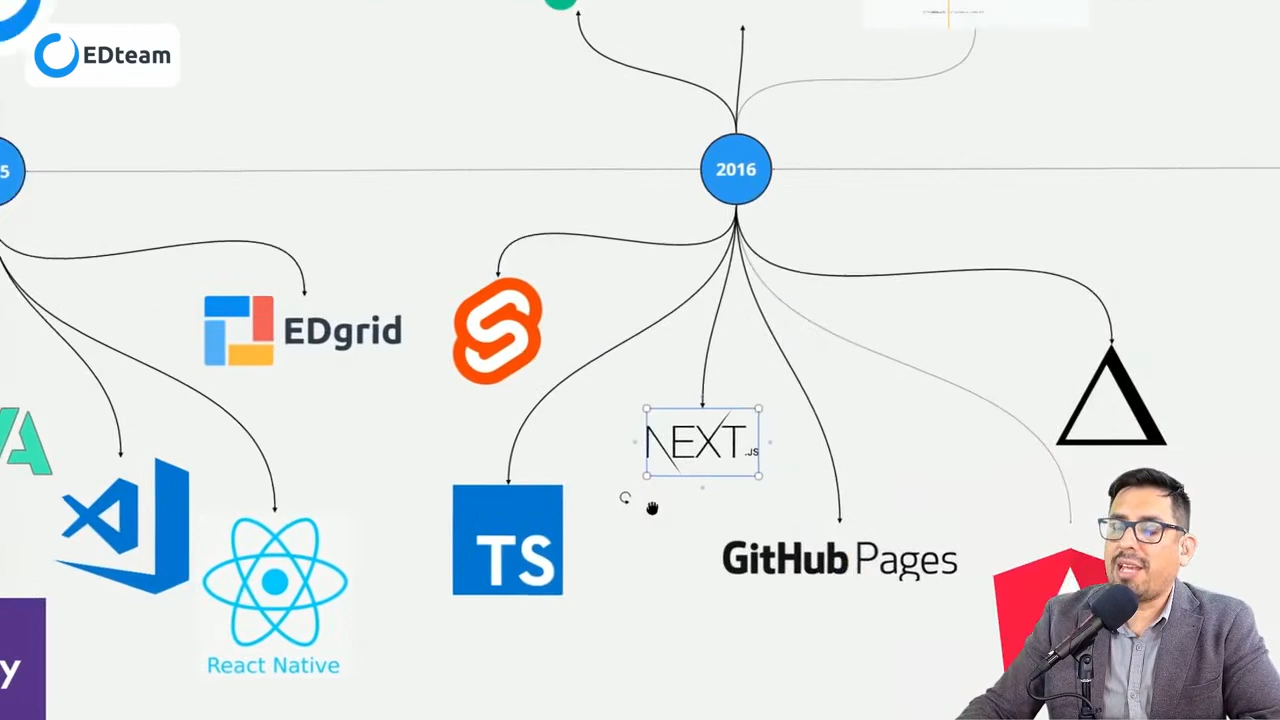 EDteam
5
2016
EDgrid
NEXT
.JS
TS
GitHub Pages
React Native
y